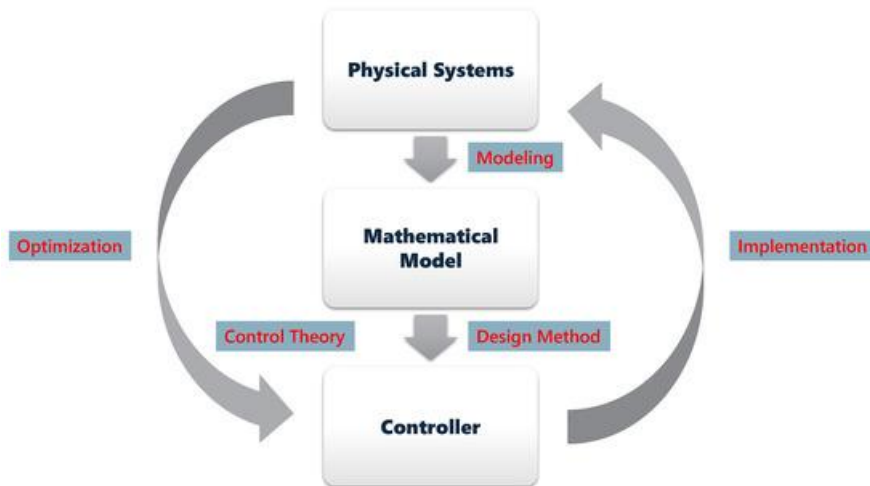 Physical Systems
Modeling
Optimization
Mathematical
Model
Implementation
Control Theory
Design Method
Controller